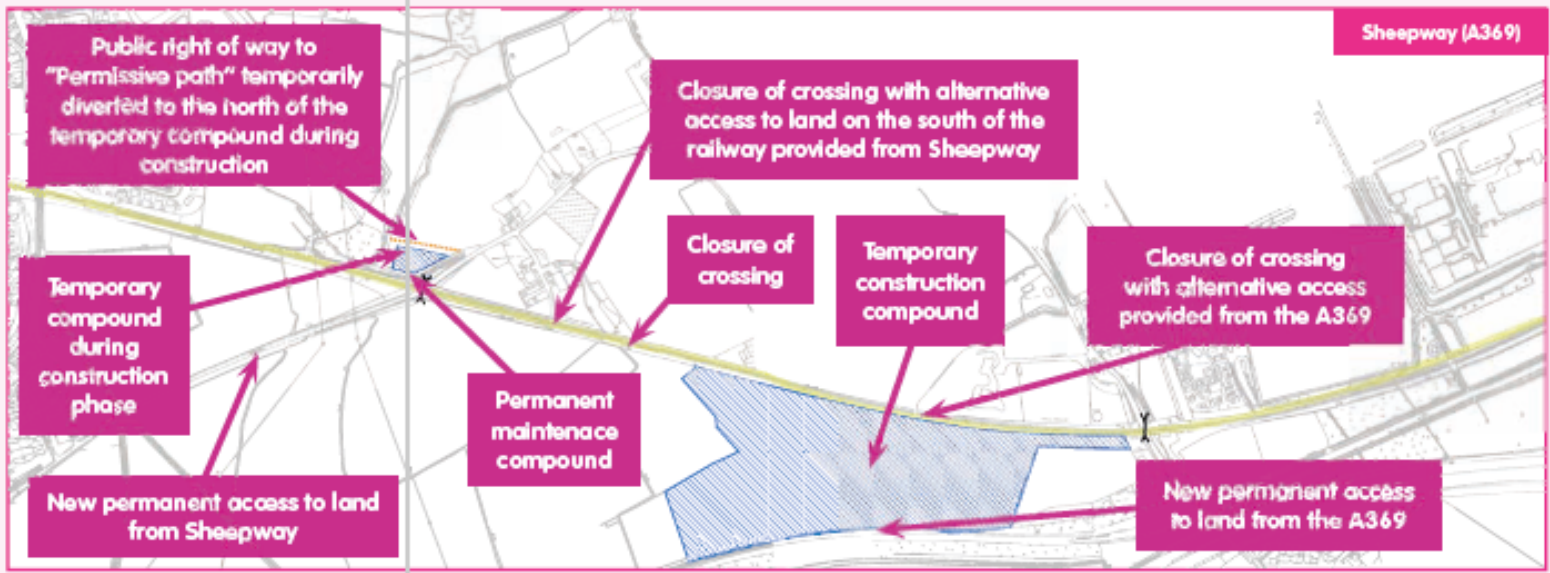 Sheepway (A369)
Public right of way to
"Permissive path" temporarily
diverted to the north of the
temporary compound during
construction
Closure of crossing with alternative
access to land on the south of the
railway provided from Sheepway
Closure of
crossing
Temporary
construction
compound
Closure of crossing
with alternative access
provided from the A369
Temporary
compound
during
construction
phase
Permanent
maintenace
compound
New permanent access to land
from Sheepway
New permanent access
to land from the A369